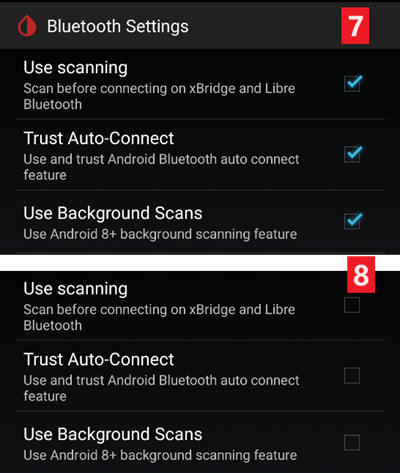 Bluetooth Settings 7
Use scanning
Scan before connecting on xBridge and Libre
Bluetooth
Trust Auto-Connect
Use and trust Android Bluetooth auto connect
feature
Use Background Scans
Use Android 8+ background scanning feature
8
Use scanning
Scan before connecting on xBridge and Libre
Bluetooth
Trust Auto-Connect
Use and trust Android Bluetooth auto connect
feature
Use Background Scans
Use Android 8+ background scanning feature